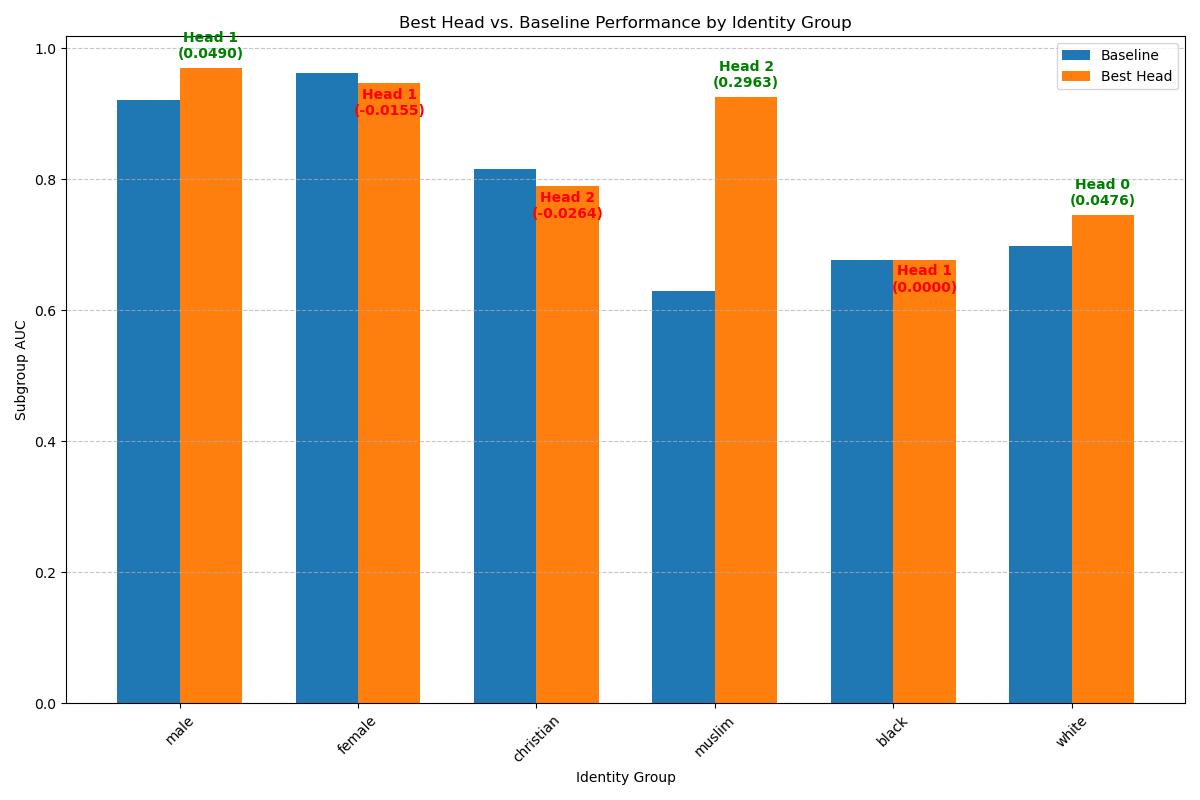 Best Head vs. Baseline Performance by Identity Group
Head 1
(0.0490)
Head 1
(-0.0155)
Head 2
(-0.0264)
Head 2
(0.2963)
Head 1
(0.0000)
Head 0
(0.0476)
Baseline
Best Head
Subgroup AUC
1.0
0.8
0.6
0.4
0.2
0.0
male
female
christian
muslim
black
white
Identity Group